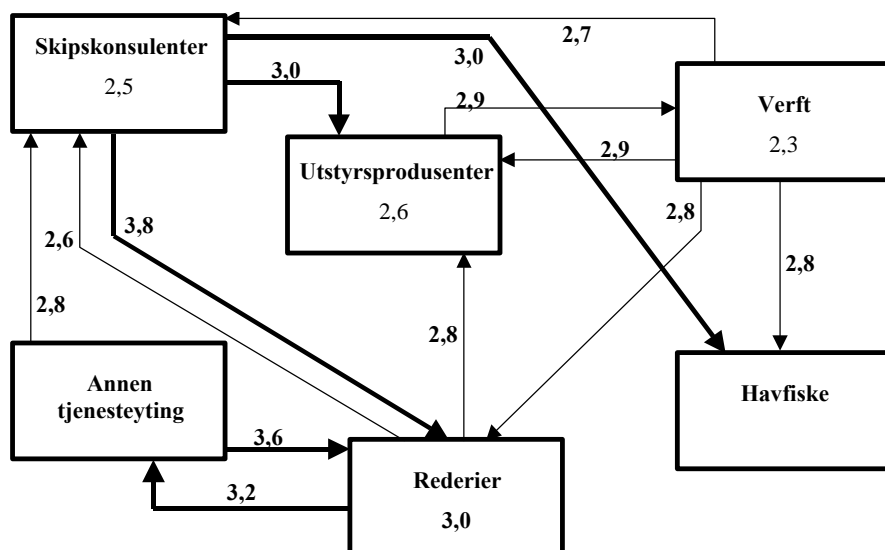 2,7
Skipskonsulenter
2,5
3,0
3,0
2,9
Verft
2,3
Utstyrsprodusenter
2,6
2,9
3,8
2,6
2,8
2,8
2,8
2,8
Annen
tjenesteyting
Havfiske
3,6
Rederier
3,0
3,2